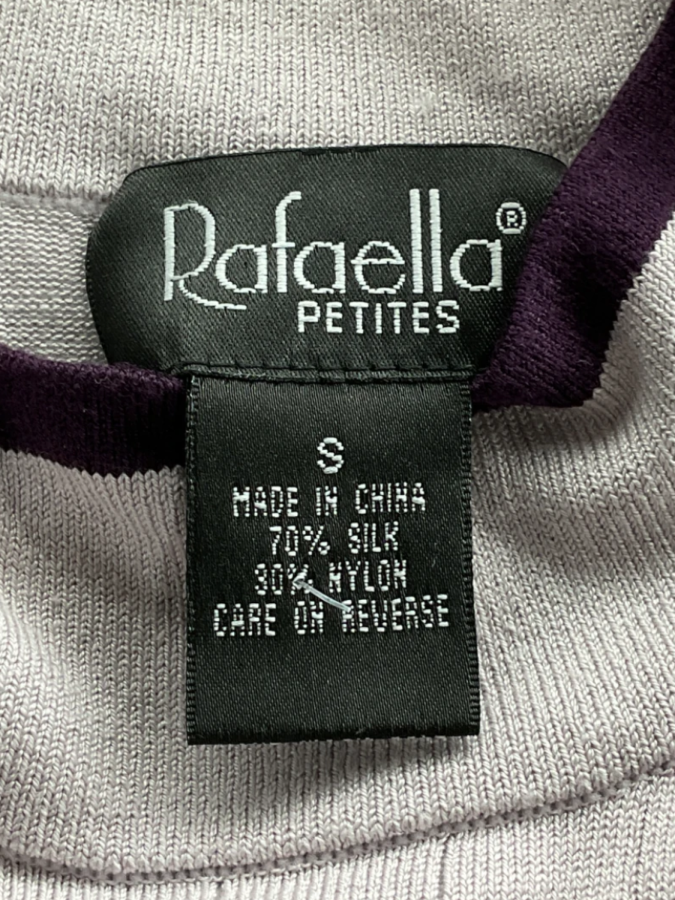 Rafaella®
PETITES
S
MADE IN CHINA
70% SILK
30% NYLON
CARE ON REVERSE